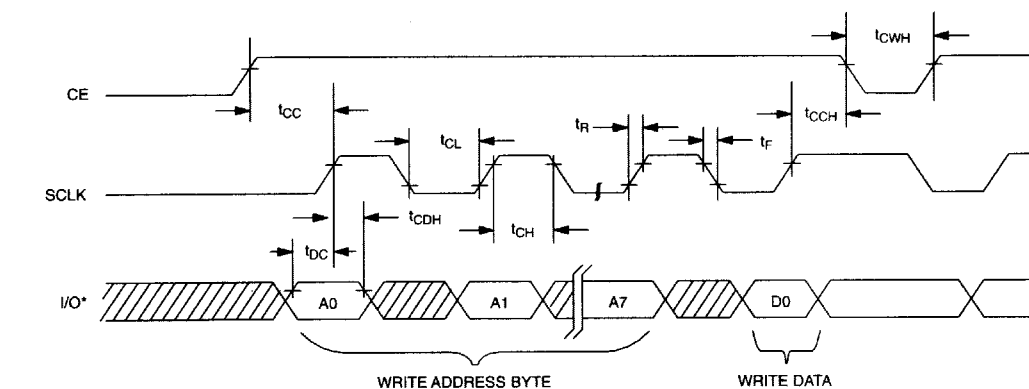 tCWH
CE
tCC
tCCH
tCL
tR
tF
SCLK
tCDH
tCH
tDC
I/O*
A0
A1
A7
D0
WRITE ADDRESS BYTE
WRITE DATA